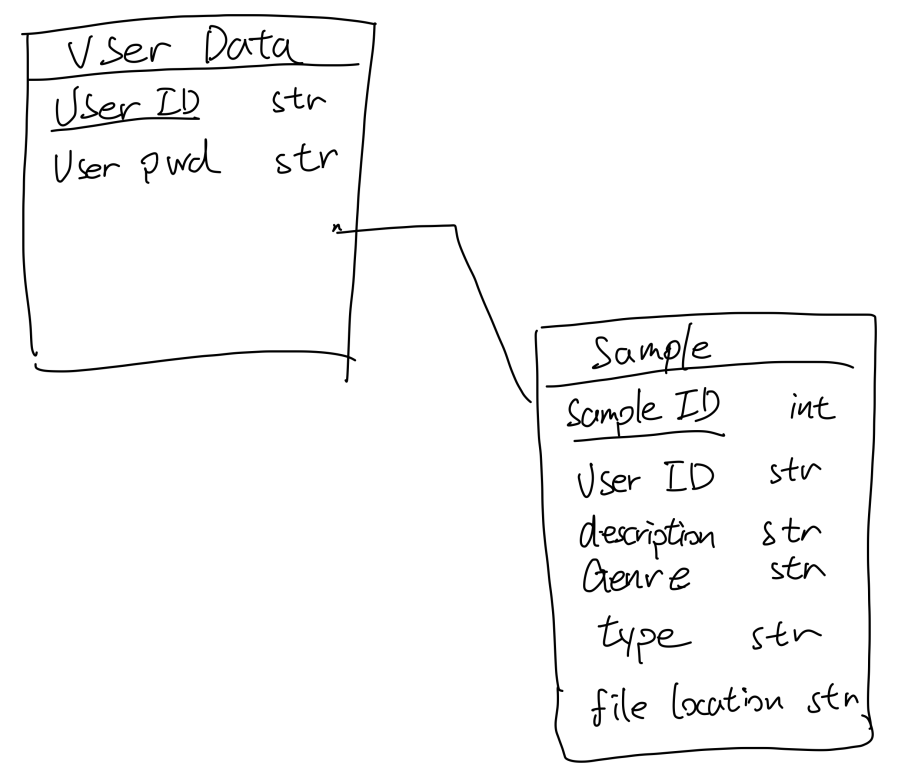 User Data
User ID str
User pwd str
Sample
Sample ID int
User ID str
description str
Genre str
type str
file location str